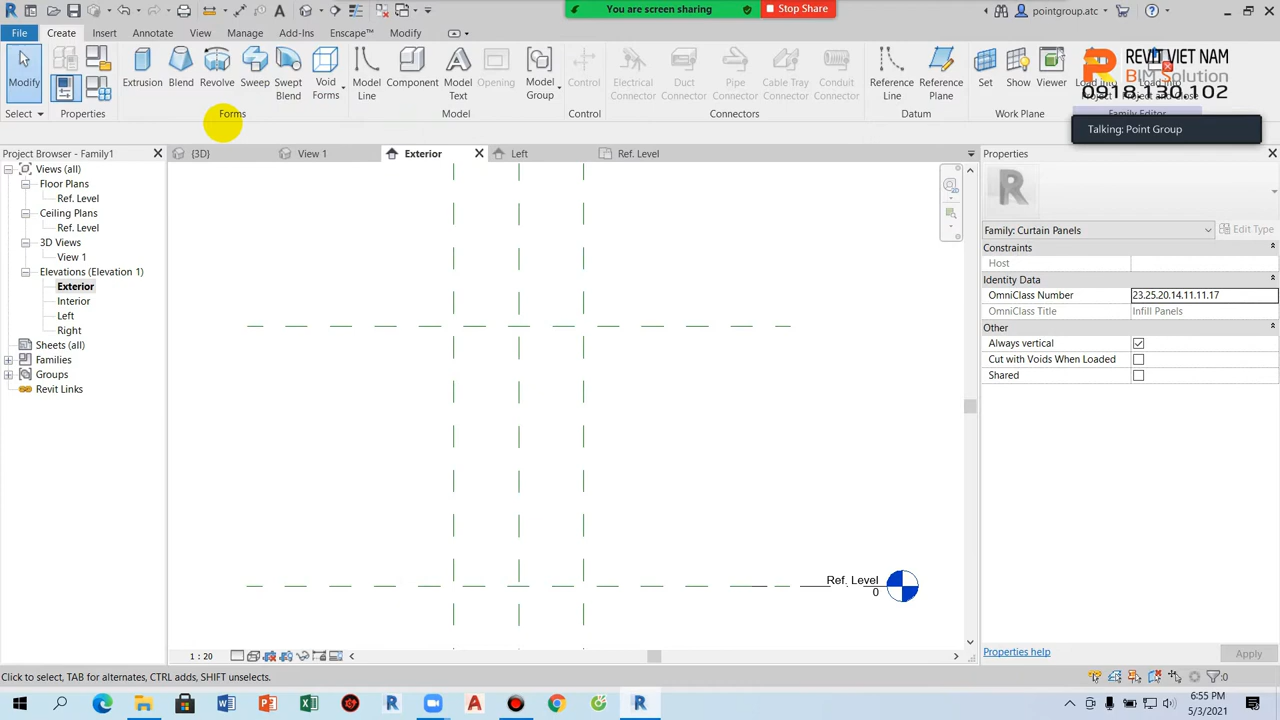 You are screen sharing
Stop Share
pointgroup.atc
File
Create
Insert
Annotate
View
Manage
Add-Ins
Enscape™
Modify
Modify
Extrusion
Blend
Revolve
Sweep
Swept Blend
Void Forms
Model Line
Component
Model Text
Opening
Model Group
Control
Electrical Connector
Duct Connector
Pipe Connector
Cable Tray Connector
Conduit Connector
Reference Line
Reference Plane
Set
Show
Viewer
REVIT VIET NAM
BIM Solution
0918.130.102
Select
Properties
Forms
Model
Control
Connectors
Datum
Work Plane
Family Editor
Talking: Point Group
Project Browser - Family1
{3D}
View 1
Exterior
Left
Ref. Level
Properties
Views (all)
Floor Plans
Ref. Level
Ceiling Plans
Ref. Level
3D Views
View 1
Elevations (Elevation 1)
Exterior
Interior
Left
Right
Sheets (all)
Families
Groups
Revit Links
Ref. Level
0
Family: Curtain Panels
Edit Type
Constraints
Host
Identity Data
OmniClass Number 23.25.20.14.11.11.17
OmniClass Title Infill Panels
Other
Always vertical
Cut with Voids When Loaded
Shared
Properties help
Apply
1 : 20
Click to select, TAB for alternates, CTRL adds, SHIFT unselects.
:0
6:55 PM
5/3/2021